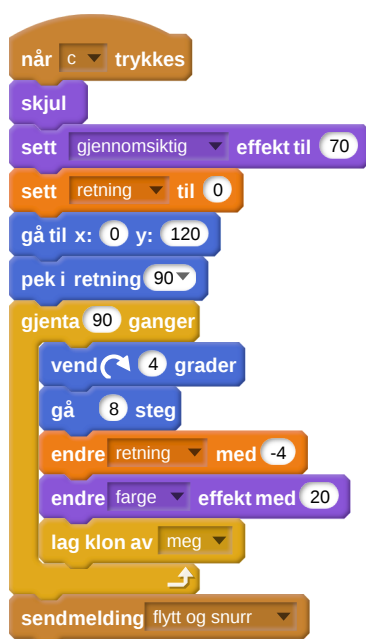 når c trykkes
skjul
sett gjennomsiktig effekt til 70
sett retning til 0
gå til x: 0 y: 120
pek i retning 90
gjenta 90 ganger
vend 4 grader
gå 8 steg
endre retning med -4
endre farge effekt med 20
lag klon av meg
sendmelding flytt og snurr